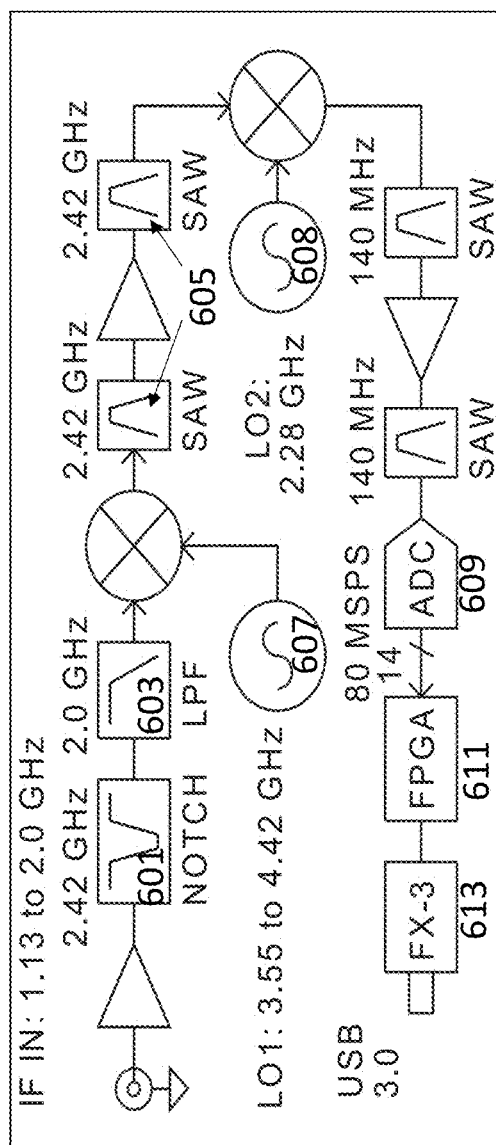 IF IN: 1.13 to 2.0 GHz
2.42 GHz
601
NOTCH
2.0 GHz
603
LPF
2.42 GHz
SAW
605
2.42 GHz
SAW
LO1: 3.55 to 4.42 GHz
607
LO2:
2.28 GHz
608
USB
3.0
FX-3
613
FPGA
611
80 MSPS
14
ADC
609
140 MHz
SAW
140 MHz
SAW